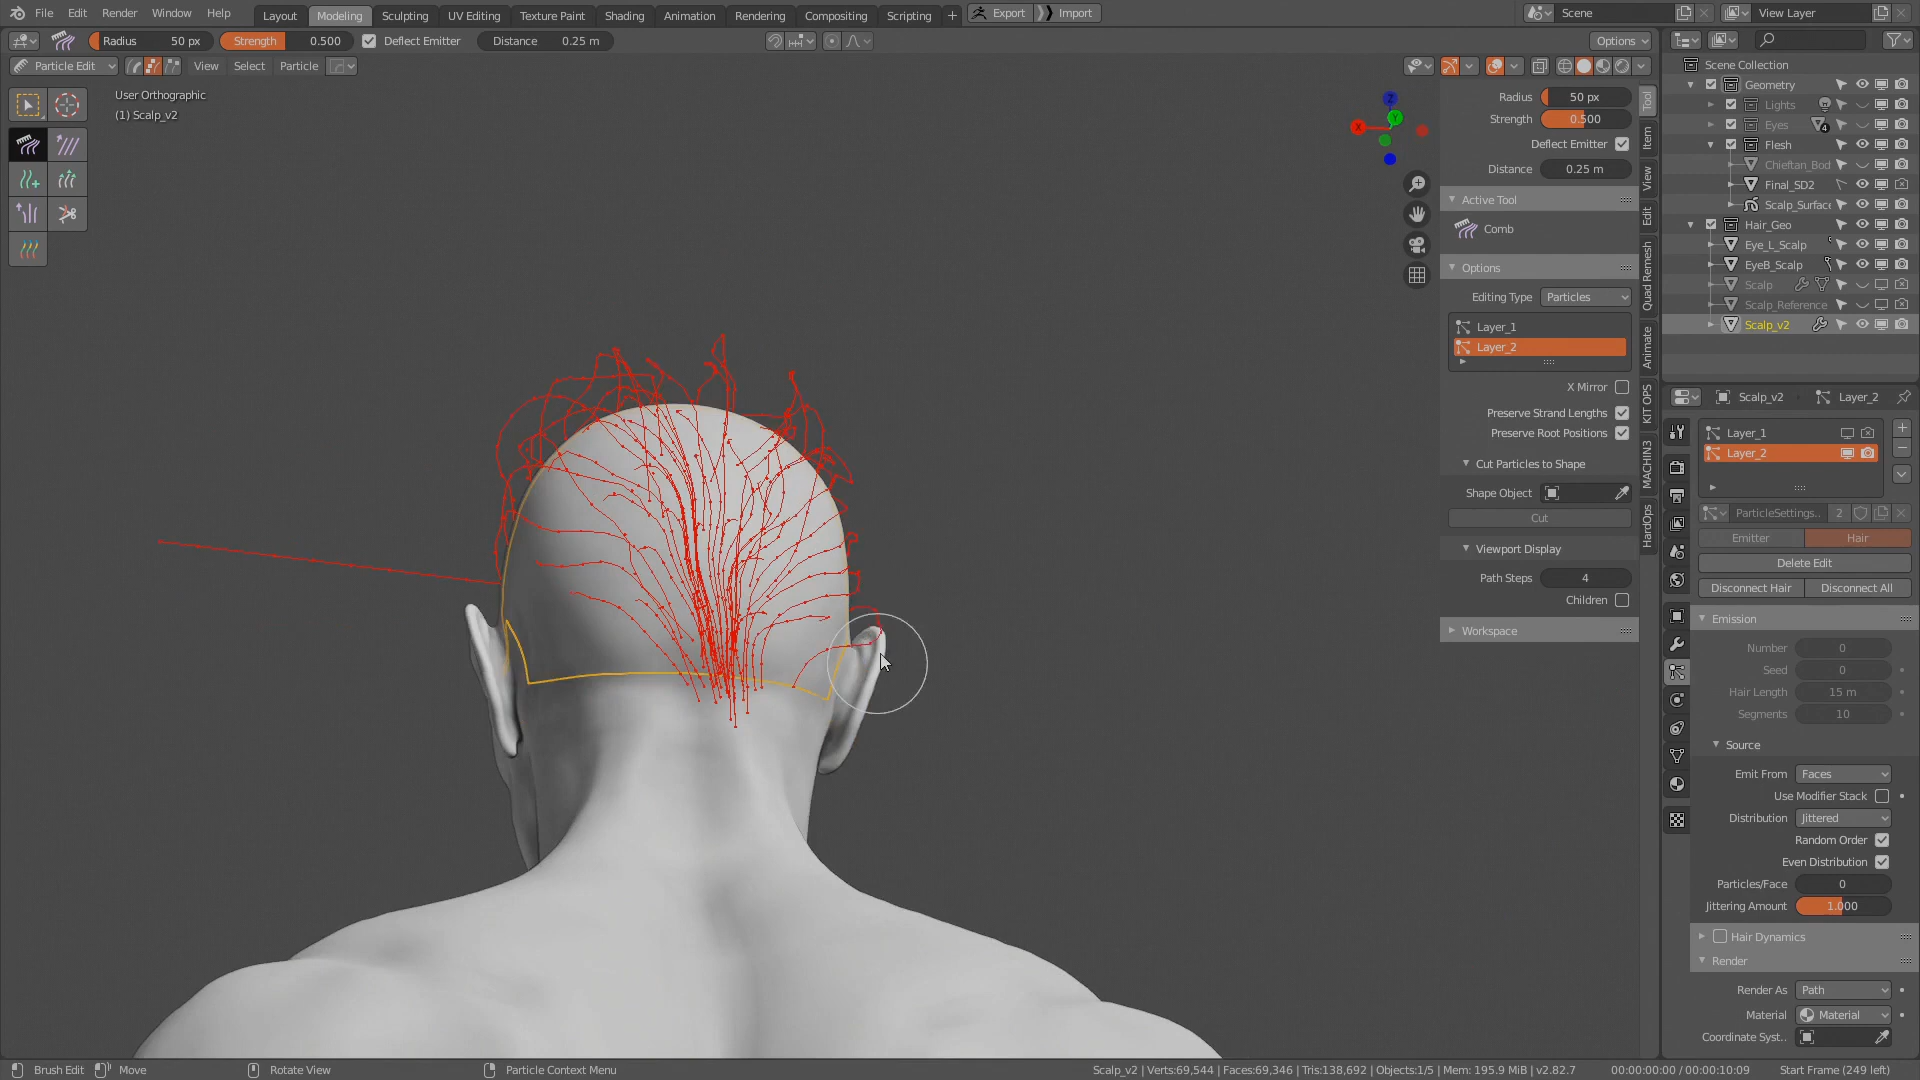 File Edit Render Window Help Layout Modeling Sculpting UV Editing Texture Paint Shading Animation Rendering Compositing Scripting + Export Import Scene View Layer
Radius 50 px Strength 0.500 Deflect Emitter Distance 0.25 m Options
Particle Edit View Select Particle
User Orthographic
(1) Scalp_v2
Z
Y
X
Radius 50 px
Strength 0.500
Deflect Emitter
Distance 0.25 m
Active Tool
Comb
Options
Editing Type Particles
Layer_1
Layer_2
X Mirror
Preserve Strand Lengths
Preserve Root Positions
Cut Particles to Shape
Shape Object
Cut
Viewport Display
Path Steps 4
Children
Workspace
Tool
Item
View
Edit
Quad Remesh
Animate
KIT OPS
MACHIN3
HardOps
Scene Collection
Geometry
Lights
Eyes 4
Flesh
Chieftan_Bod
Final_SD2
Scalp_Surface
Hair_Geo
Eye_L_Scalp
EyeB_Scalp
Scalp
Scalp_Reference
Scalp_v2
Scalp_v2 Layer_2
Layer_1
Layer_2
ParticleSettings.. 2
Emitter Hair
Delete Edit
Disconnect Hair Disconnect All
Emission
Number 0
Seed 0
Hair Length 15 m
Segments 10
Source
Emit From Faces
Use Modifier Stack
Distribution Jittered
Random Order
Even Distribution
Particles/Face 0
Jittering Amount 1.000
Hair Dynamics
Render
Render As Path
Material Material
Coordinate Syst..
Brush Edit Move Rotate View Particle Context Menu Scalp_v2 | Verts:69,544 | Faces:69,346 | Tris:138,692 | Objects:1/5 | Mem: 195.9 MiB | v2.82.7 00:00:00:00 / 00:00:10:09 Start Frame (249 left)